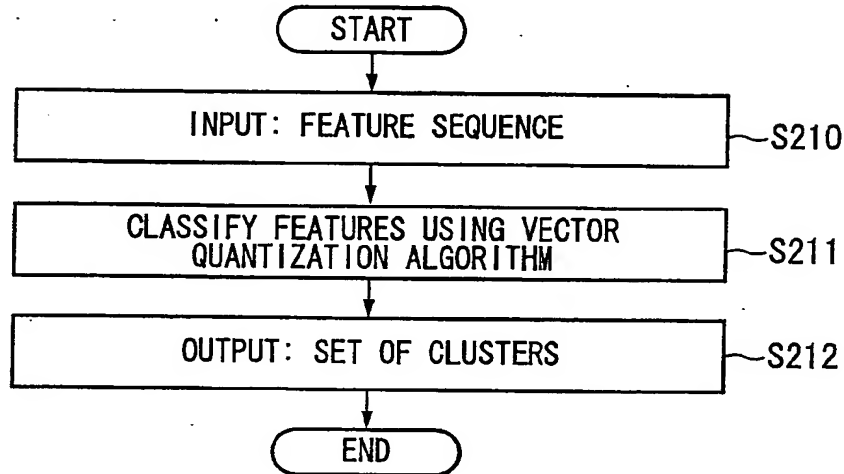 START
INPUT: FEATURE SEQUENCE
S210
CLASSIFY FEATURES USING VECTOR
QUANTIZATION ALGORITHM
S211
OUTPUT: SET OF CLUSTERS
S212
END